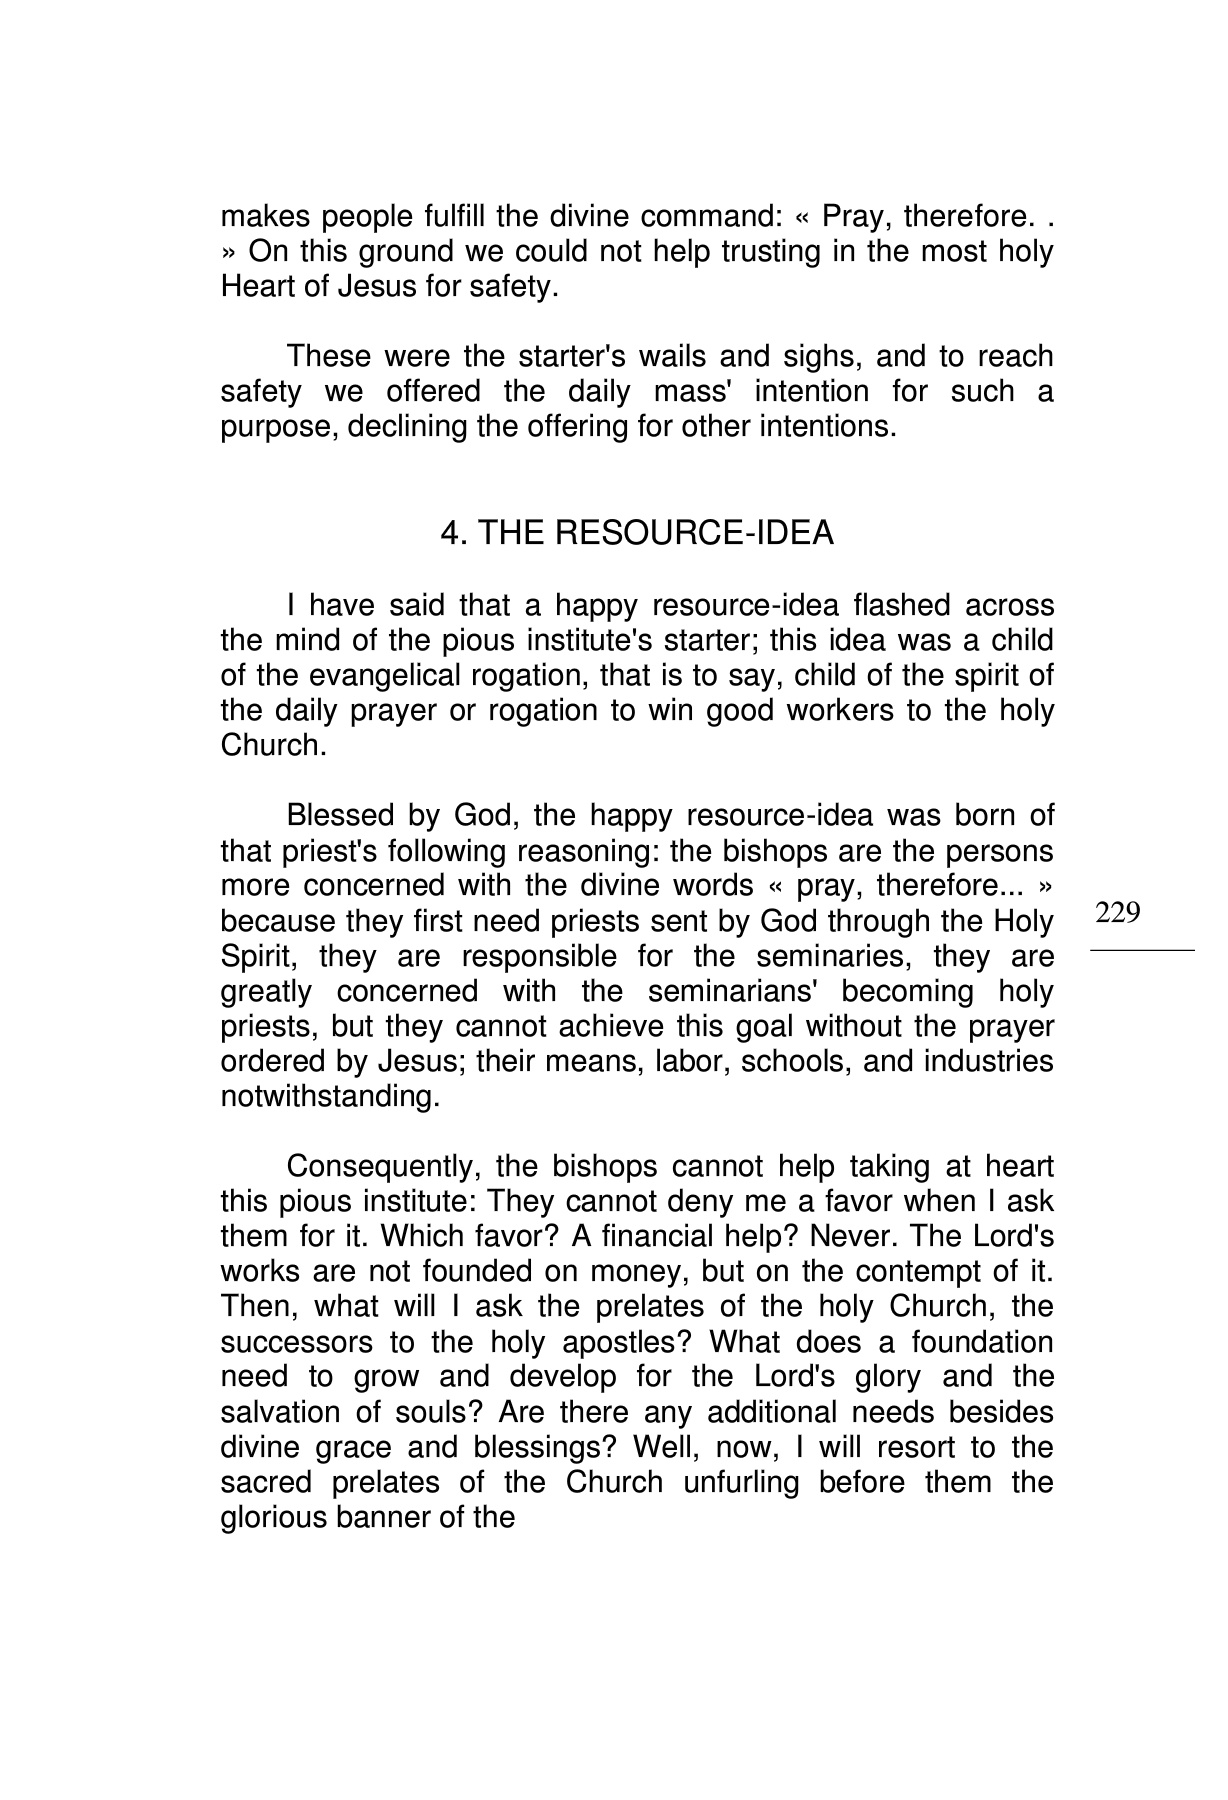 makes people fulfill the divine command: « Pray, therefore. .
» On this ground we could not help trusting in the most holy
Heart of Jesus for safety.
These were the starter's wails and sighs, and to reach
safety we offered the daily mass' intention for such a
purpose, declining the offering for other intentions.
4. THE RESOURCE-IDEA
I have said that a happy resource-idea flashed across
the mind of the pious institute's starter; this idea was a child
of the evangelical rogation, that is to say, child of the spirit of
the daily prayer or rogation to win good workers to the holy
Church.
Blessed by God, the happy resource-idea was born of
that priest's following reasoning: the bishops are the persons
more concerned with the divine words « pray, therefore... »
because they first need priests sent by God through the Holy
Spirit, they are responsible for the seminaries, they are
greatly concerned with the seminarians' becoming holy
priests, but they cannot achieve this goal without the prayer
ordered by Jesus; their means, labor, schools, and industries
notwithstanding.
Consequently, the bishops cannot help taking at heart
this pious institute: They cannot deny me a favor when I ask
them for it. Which favor? A financial help? Never. The Lord's
works are not founded on money, but on the contempt of it.
Then, what will I ask the prelates of the holy Church, the
successors to the holy apostles? What does a foundation
need to grow and develop for the Lord's glory and the
salvation of souls? Are there any additional needs besides
divine grace and blessings? Well, now, I will resort to the
sacred prelates of the Church unfurling before them the
glorious banner of the
229